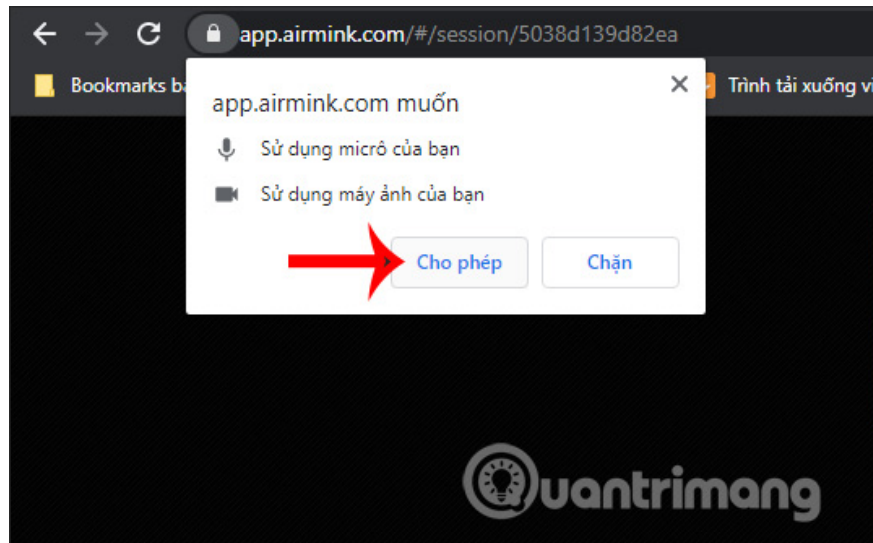 app.airmink.com/#/session/5038d139d82ea
Bookmarks ba
Trình tải xuống vi
app.airmink.com muốn
Sử dụng micrô của bạn
Sử dụng máy ảnh của bạn
Cho phép Chặn
Quantrimang